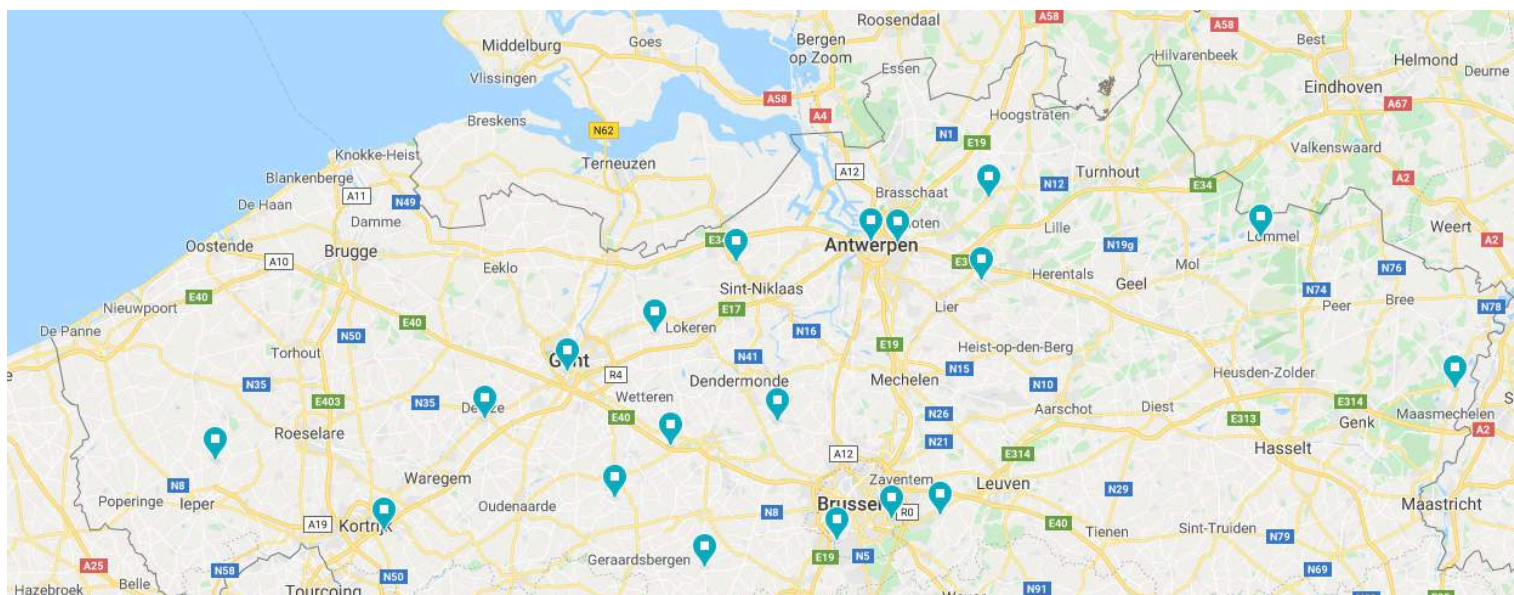 Roosendaal
A58
A58
Goes
Middelburg
Bergen
op Zoom
Best
Hilvarenbeek
Helmond
Essen
Deurne
Vlissingen
Eindhoven
A58
A67
A4
Hoogstraten
Breskens
N62
N1
E19
Valkenswaard
Knokke-Heist
Terneuzen
A12
Turnhout
A2
Blankenberge
Brasschaat
N12
E34
A11
N49
De Haan
Damme
Lille
Weert
Oostende
Antwerpen
N19g
Lommel
A2
Brugge
A10
Eeklo
Herentals
Mol
N76
Geel
Sint-Niklaas
N74
E40
Nieuwpoort
Lier
Peer
Bree
N78
E17
De Panne
E40
Lokeren
N16
N50
E19
Heist-op-den-Berg
Torhout
N41
N15
Heusden-Zolder
R4
Dendermonde
Mechelen
N35
N10
Wetteren
E403
N35
N26
Aarschot
Diest
E314
Maasmechelen
E40
E313
Genk
Roeselare
A2
N21
Hasselt
A12
E314
Waregem
Zaventem
Leuven
N8
N29
Poperinge
Ieper
Oudenaarde
Maastricht
N8
R0
A19
Kortrijk
E40
Tienen
Sint-Truiden
N79
Geraardsbergen
E19
N5
A25
N58
N50
N69
Hazebroek
Belle
Tourcoing
N91